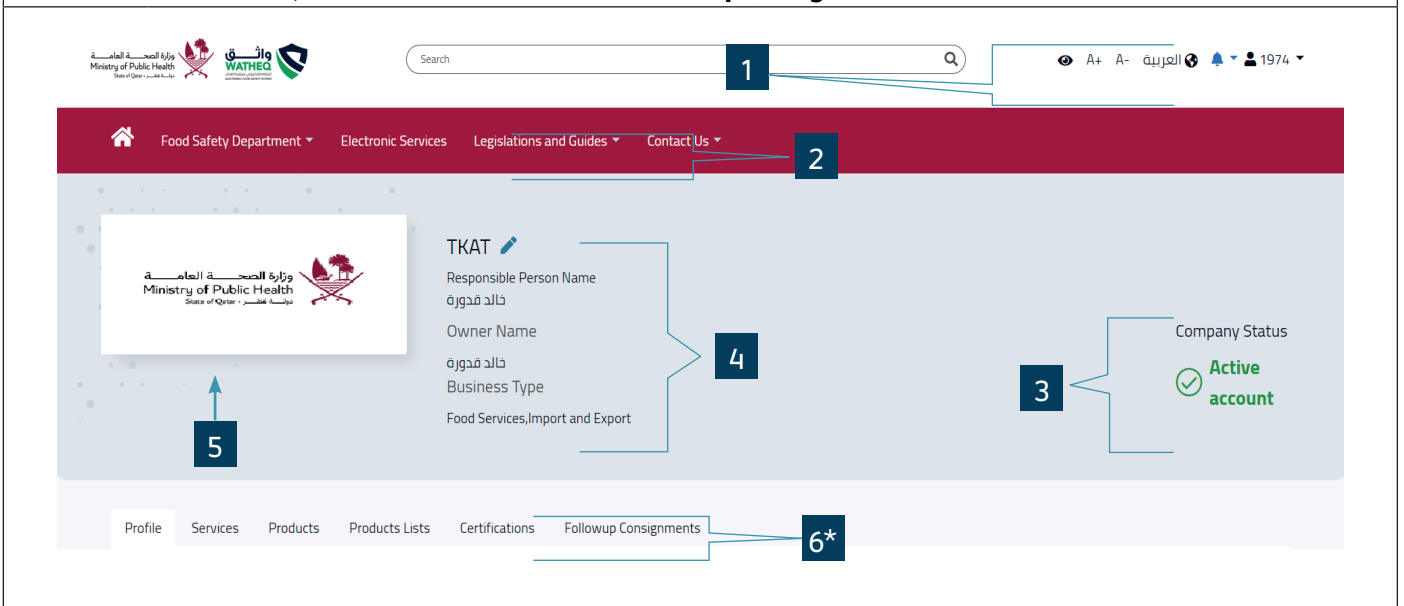 وزارة الصحة العامة
Ministry of Public Health
State of Qatar • دولة قطر
واثق
WATHEQ
Search
1
A+ A- العربية 1974
Food Safety Department Electronic Services Legislations and Guides Contact Us
2
وزارة الصحة العامة
Ministry of Public Health
State of Qatar • دولة قطر
TKAT
Responsible Person Name
خالد قدورة
Owner Name
خالد قدورة
Business Type
Food Services,Import and Export
4
3
Company Status
Active
account
5
Profile Services Products Products Lists Certifications Followup Consignments
6*